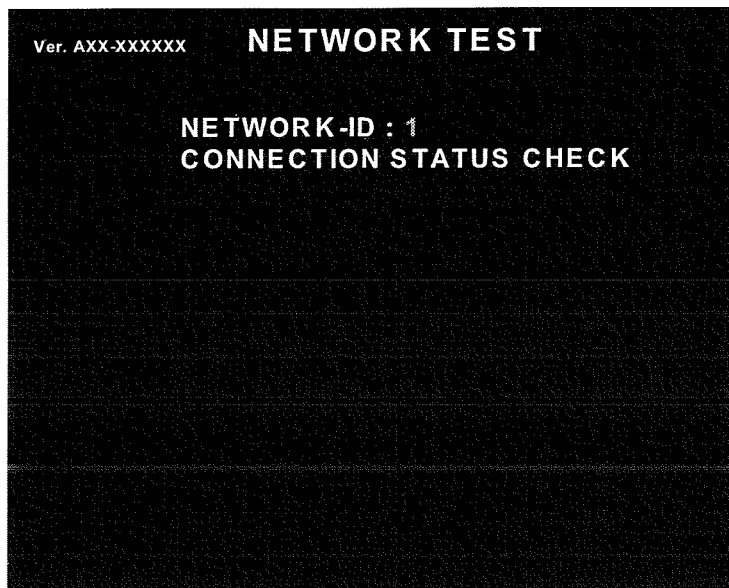 Ver. AXX-XXXXXX NETWORK TEST
NETWORK-ID : 1
CONNECTION STATUS CHECK